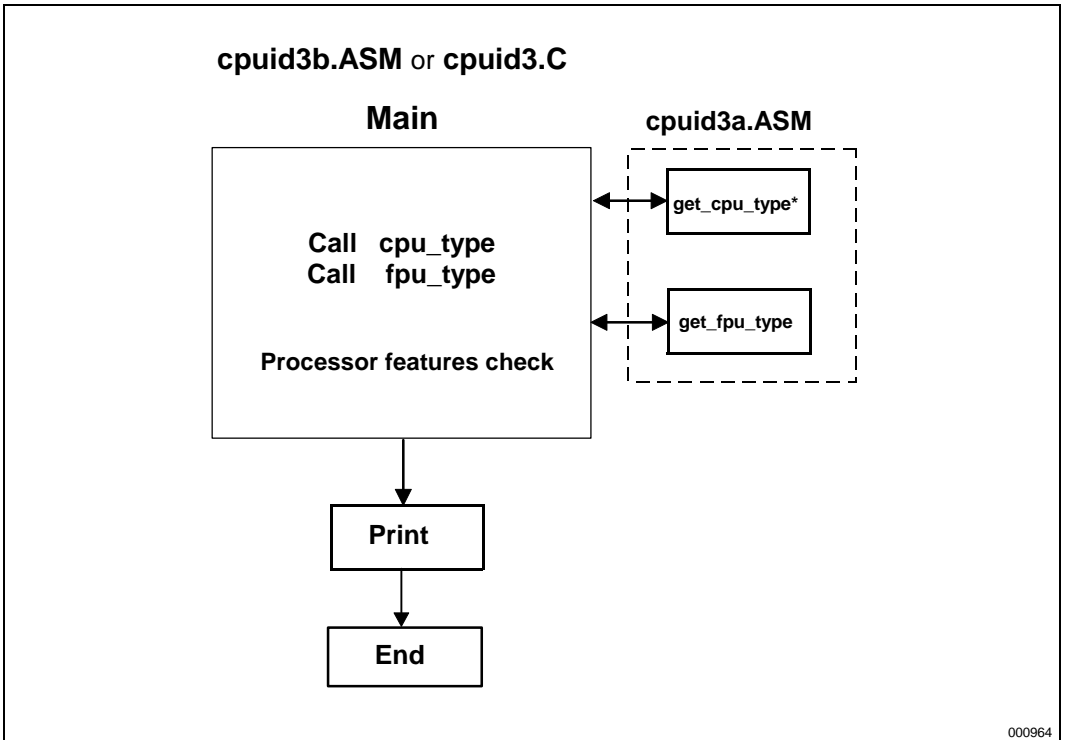 cpuid3b.ASM or cpuid3.C
Main
cpuid3a.ASM
get_cpu_type*
Call cpu_type
Call fpu_type
get_fpu_type
Processor features check
Print
End
000964